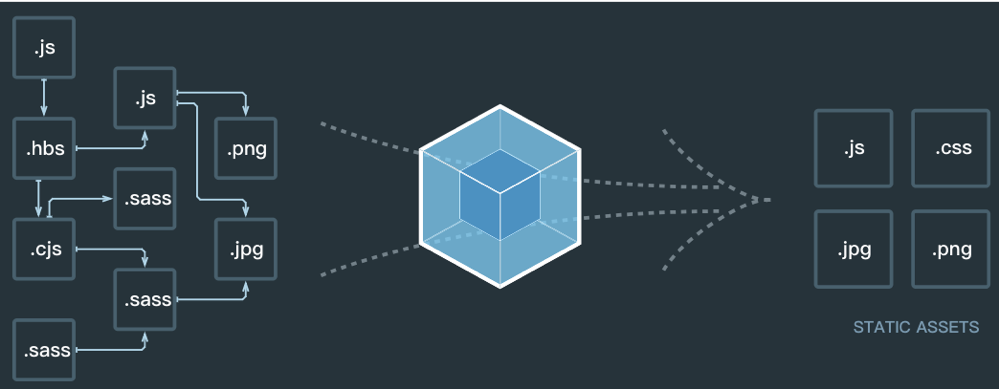 .js
.js
.hbs
.png
.sass
.cjs
.jpg
.sass
.sass
.js
.css
.jpg
.png
STATIC ASSETS